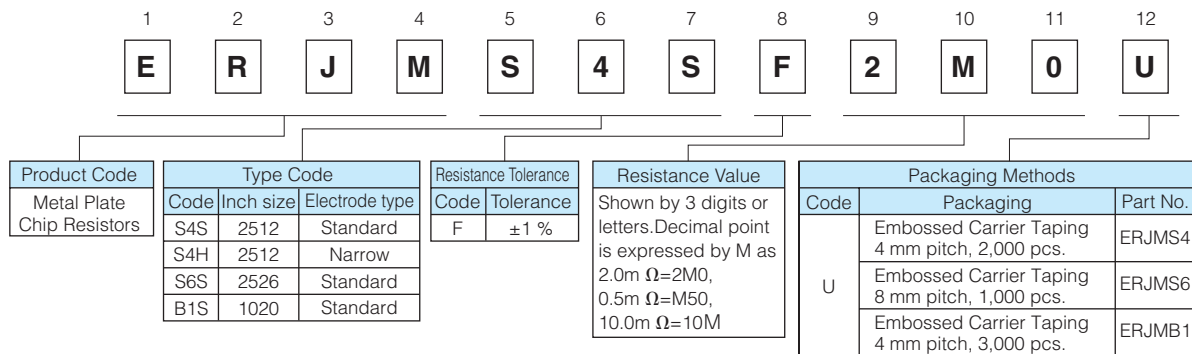 1 2 3 4 5 6 7 8 9 10 11 12
E R J M S 4 S F 2 M 0 U
Product Code
Metal Plate
Chip Resistors
Type Code
Code Inch size Electrode type
S4S 2512 Standard
S4H 2512 Narrow
S6S 2526 Standard
B1S 1020 Standard
Resistance Tolerance
Code Tolerance
F ±1 %
Resistance Value
Shown by 3 digits or
letters.Decimal point
is expressed by M as
2.0m Ω=2M0,
0.5m Ω=M50,
10.0m Ω=10M
Packaging Methods
Code Packaging Part No.
U
Embossed Carrier Taping
4 mm pitch, 2,000 pcs.
ERJMS4
Embossed Carrier Taping
8 mm pitch, 1,000 pcs.
ERJMS6
Embossed Carrier Taping
4 mm pitch, 3,000 pcs.
ERJMB1